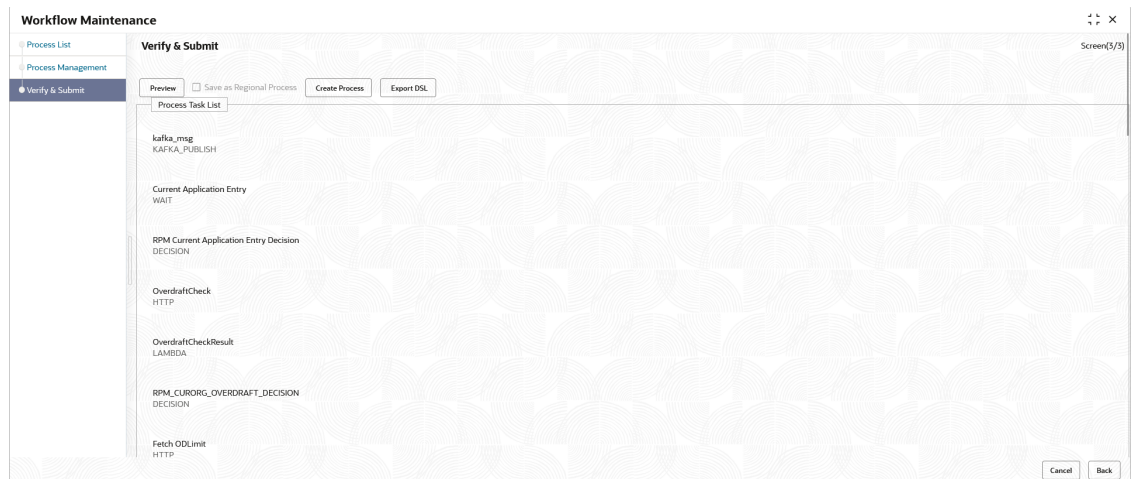 Workflow Maintenance
Process List
Process Management
Verify & Submit
Verify & Submit
Screen(3/3)
Preview
Save as Regional Process
Create Process
Export DSL
Process Task List
kafka_msg
KAFKA_PUBLISH
Current Application Entry
WAIT
RPM Current Application Entry Decision
DECISION
OverdraftCheck
HTTP
OverdraftCheckResult
LAMBDA
RPM_CURORG_OVERDRAFT_DECISION
DECISION
Fetch ODLimit
HTTP
Cancel
Back